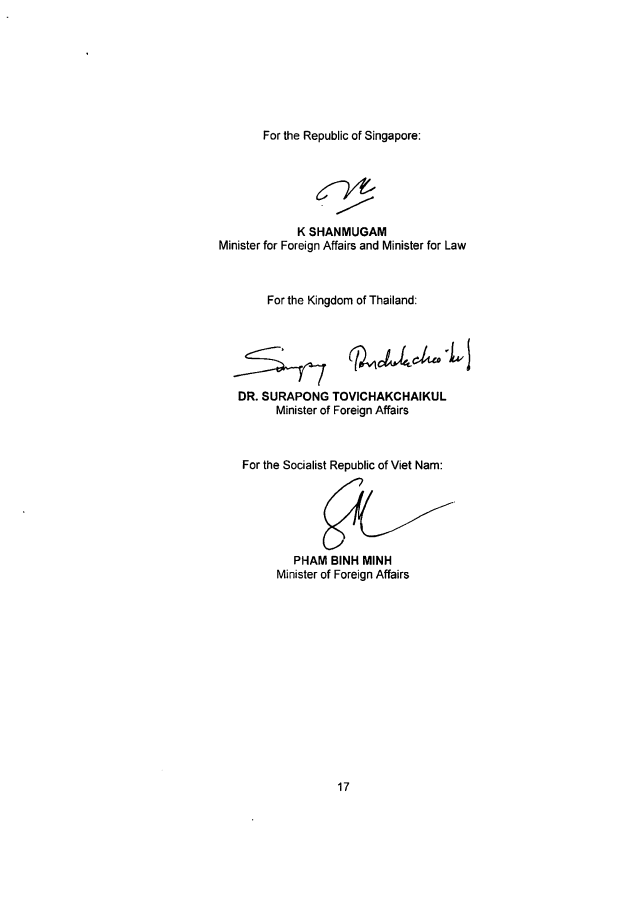 For the Republic of Singapore:
K SHANMUGAM
Minister for Foreign Affairs and Minister for Law
For the Kingdom of Thailand:
DR. SURAPONG TOVICHAKCHAIKUL
Minister of Foreign Affairs
For the Socialist Republic of Viet Nam:
PHAM BINH MINH
Minister of Foreign Affairs
17